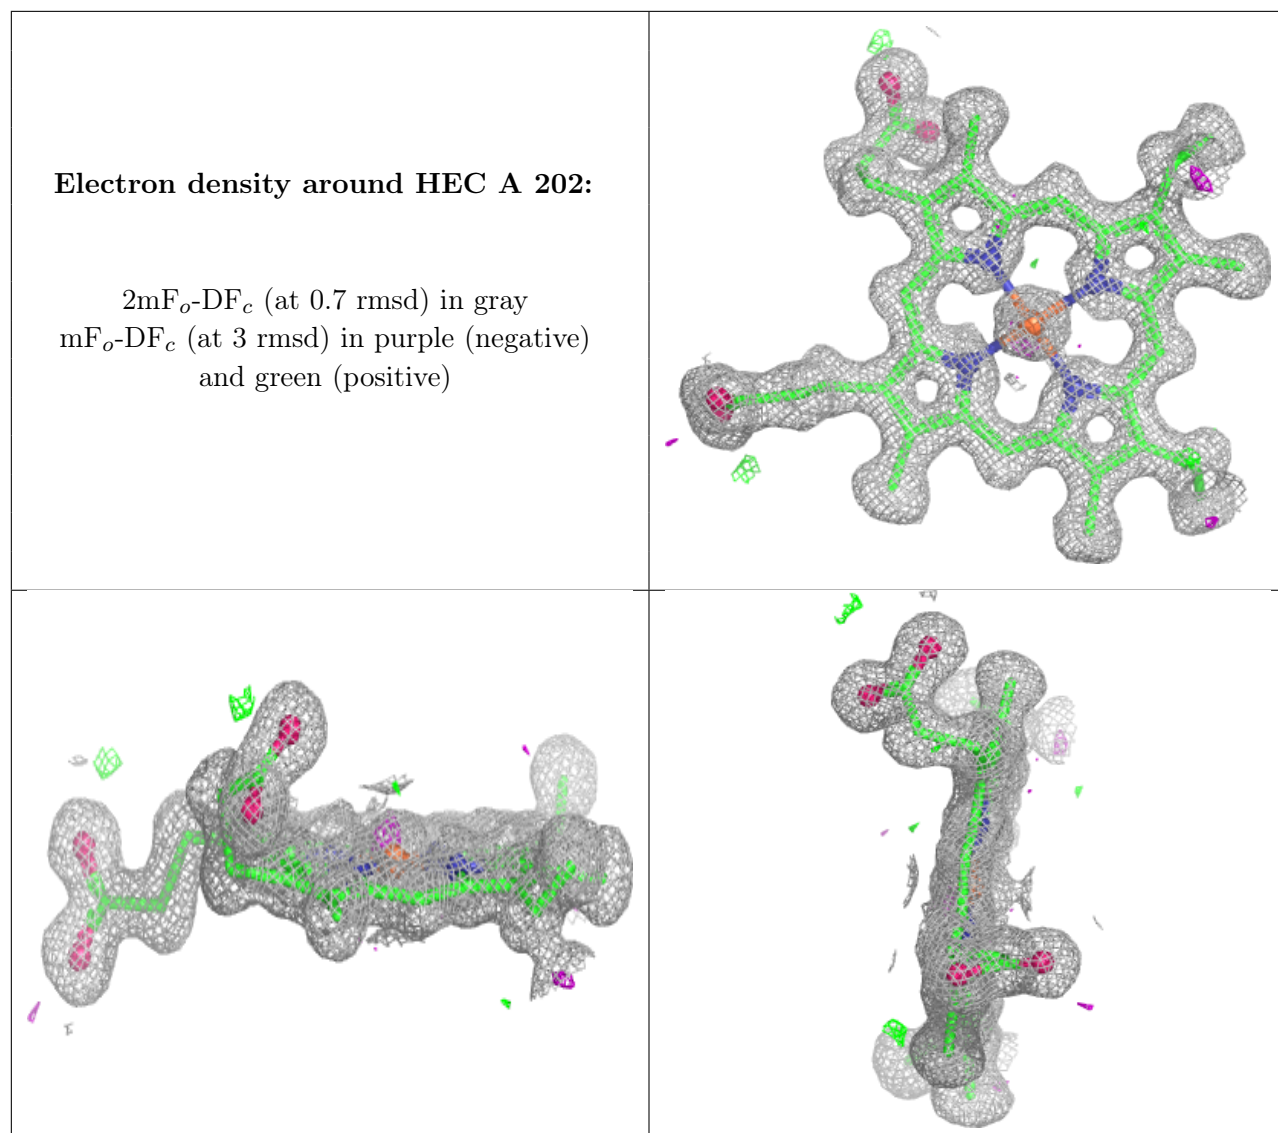 Electron density around HEC A 202:
2mFo-DFc (at 0.7 rmsd) in gray
mFo-DFc (at 3 rmsd) in purple (negative)
and green (positive)